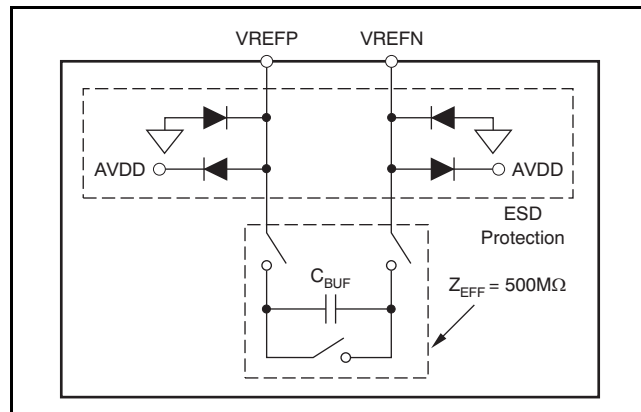 VREFP VREFN
AVDD AVDD
ESD
Protection
C_BUF
Z_EFF = 500MΩ